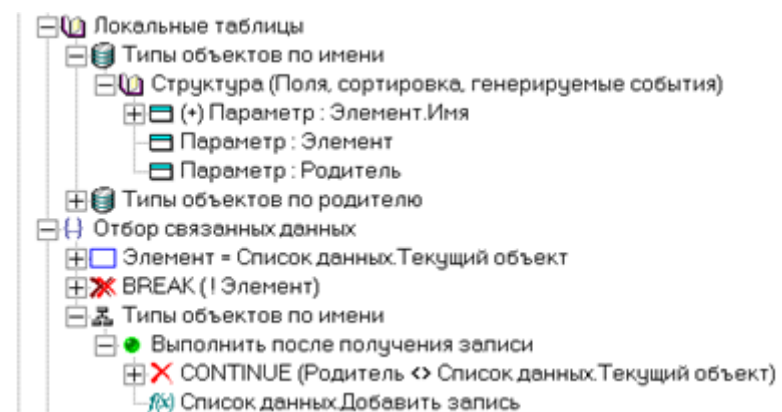 Локальные таблицы
Типы объектов по имени
Структура (Поля, сортировка, генерируемые события)
(+) Параметр : Элемент.Имя
Параметр : Элемент
Параметр : Родитель
Типы объектов по родителю
{} Отбор связанных данных
Элемент = Список данных.Текущий объект
BREAK (! Элемент)
Типы объектов по имени
Выполнить после получения записи
CONTINUE (Родитель <> Список данных.Текущий объект)
f(x) Список данных.Добавить запись